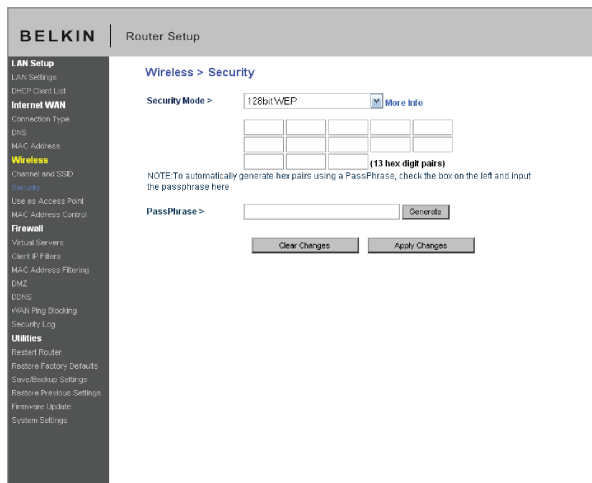 BELKIN
Router Setup
LAN Setup
LAN Settings
DHCP Client List
Internet WAN
Connection Type
DNS
MAC Address
Wireless
Channel and SSID
Security
Use as Access Point
MAC Address Control
Firewall
Virtual Servers
Client IP Filters
MAC Address Filtering
DMZ
DDNS
WAN Ping Blocking
Security Log
Utilities
Restart Router
Restore Factory Defaults
Save/Backup Settings
Restore Previous Settings
Firmware Update
System Settings
Wireless > Security
Security Mode > 128bitWEP More Info
(13 hex digit pairs)
NOTE:To automatically generate hex pairs using a PassPhrase, check the box on the left and input
the passphrase here
PassPhrase > Generate
Clear Changes Apply Changes